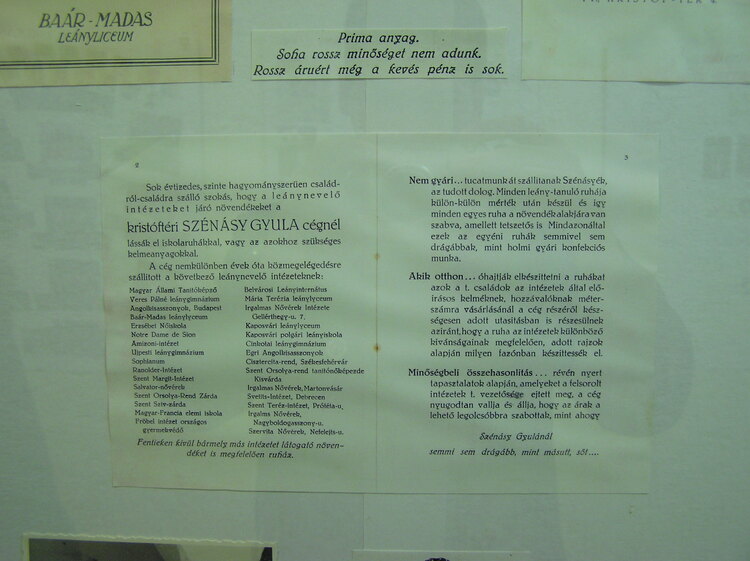 BAÁR-MADAS
LEÁNYLICEUM
Prima anyag.
Soha rossz minőséget nem adunk.
Rossz áruért még a kevés pénz is sok.
2
Sok évtizedes, szinte hagyományszerűen család-
ról-családra szálló szokás, hogy a leánynevelő
intézeteket járó növendékeket a
kristóftéri SZÉNÁSY GYULA cégnél
lássák el iskolaruhákkal, vagy az azokhoz szükséges
kelmeanyagokkal.
A cég nemkülönben évek óta közmegelégedésre
szállított a következő leánynevelő intézeteknek:
Magyar Állami Tanítóképző
Veres Pálné leánygimnázium
Angolkisasszonyok, Budapest
Baár-Madas leánylyceum
Erzsébet Nőiskola
Notre Dame de Sion
Ámizoni-intézet
Ujpesti leánygimnázium
Sophianum
Ranolder-Intézet
Szent Margit-Intézet
Salvator-nővérek
Szent Orsolya-Rend Zárda
Szent Szív-zárda
Magyar-Francia elemi iskola
Pröbel intézet országos
gyermekvédő
Belvárosi Leányinternátus
Mária Terézia leánylyceum
Irgalmas Nővérek Intézete
Gellérthegy-u. 7.
Kaposvári leánylyceum
Kaposvári polgári leányiskola
Cinkotai leánygimnázium
Egri Angolkisasszonyok
Cisztercita-rend, Székesfehérvár
Szent Orsolya-rend tanítónőképzede
Kisvárda
Irgalmas Nővérek, Martonvásár
Svetits-Intézet, Debrecen
Szent Teréz-intézet, Próféta-u.
Irgalms Nővérek,
Nagyboldogasszony-u.
Szervita Nővérek, Nefelejts-u.
Fentieken kívül bármely más intézetet látogató növen-
déket is megfelelően ruház.
3
Nem gyári... tucatmunkát szállítanak Szénásyék,
az tudott dolog. Minden leány-tanuló ruhája
külön-külön mérték után készül és így
minden egyes ruha a növendék alakjára van
szabva, amellett tetszetős is. Mindazonáltal
ezek az egyéni ruhák semmivel sem
drágábbak, mint holmi gyári konfekciós
munka.
Akik otthon... óhajtják elkészíttetni a ruhákat
azok a t. családok az intézetek által elő-
írásos kelméknek, hozzávalóknak méter-
számra vásárlásánál a cég részéről kész-
ségesen adott utasításban is részesülnek
aziránt, hogy a ruha az intézetek különböző
kívánságainak megfelelően, adott rajzok
alapján milyen fazónban készíttessék el.
Minőségbeli összehasonlítás... révén nyert
tapasztalatok alapján, amelyeket a felsorolt
intézetek t. vezetősége ejtett meg, a cég
nyugodtan vallja és állja, hogy az árak a
lehető legolcsóbbra szabottak, mint ahogy
Szénásy Gyulánál
semmi sem drágább, mint másutt, sőt....